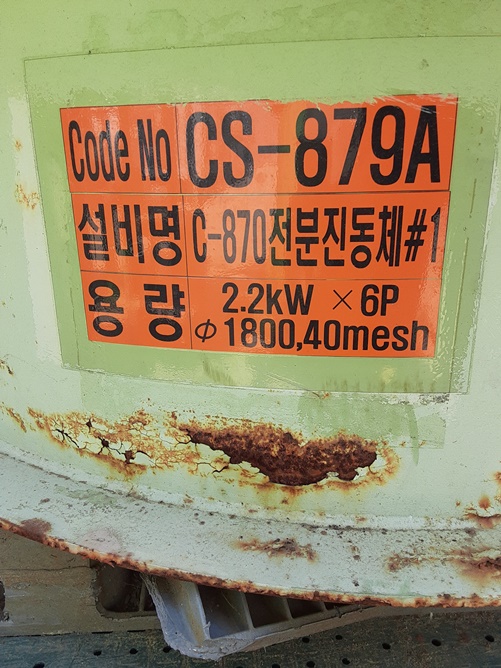 Code No CS-879A
설비명 C-870전분진동체#1
용량 2.2kW × 6P
Φ1800,40mesh